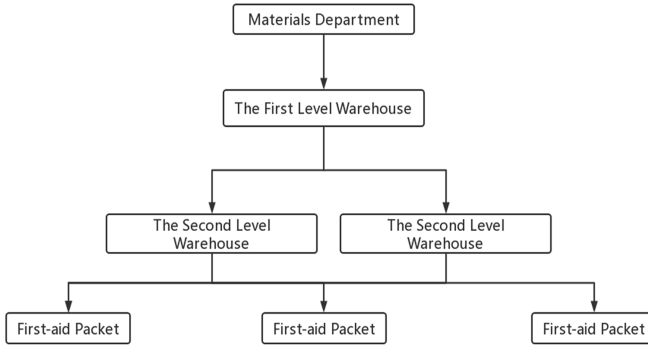 Materials Department
The First Level Warehouse
The Second Level
Warehouse
The Second Level
Warehouse
First-aid Packet
First-aid Packet
First-aid Packet